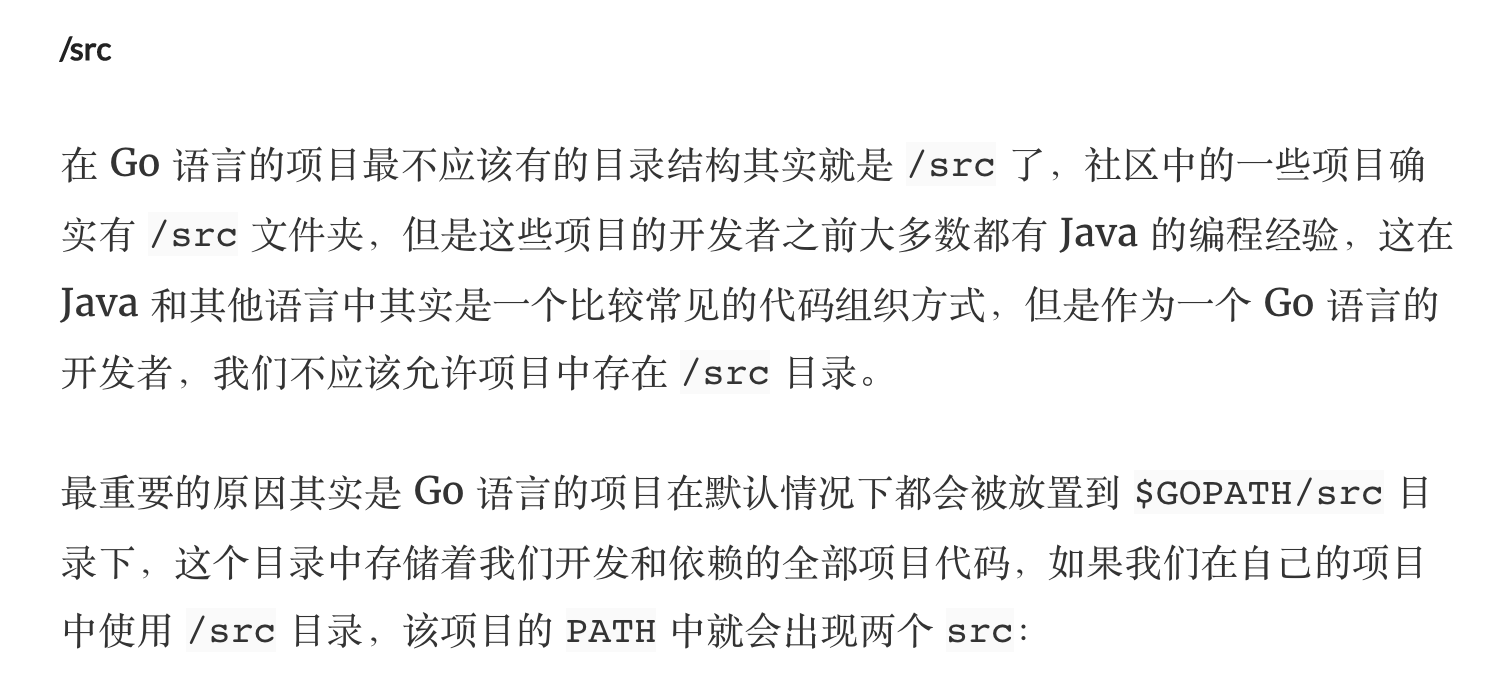 /src
在 Go 语言的项目最不应该有的目录结构其实就是 /src 了，社区中的一些项目确
实有 /src 文件夹，但是这些项目的开发者之前大多数都有 Java 的编程经验，这在
Java 和其他语言中其实是一个比较常见的代码组织方式，但是作为一个 Go 语言的
开发者，我们不应该允许项目中存在 /src 目录。
最重要的原因其实是 Go 语言的项目在默认情况下都会被放置到 $GOPATH/src 目
录下，这个目录中存储着我们开发和依赖的全部项目代码，如果我们在自己的项目
中使用 /src 目录，该项目的 PATH 中就会出现两个 src：